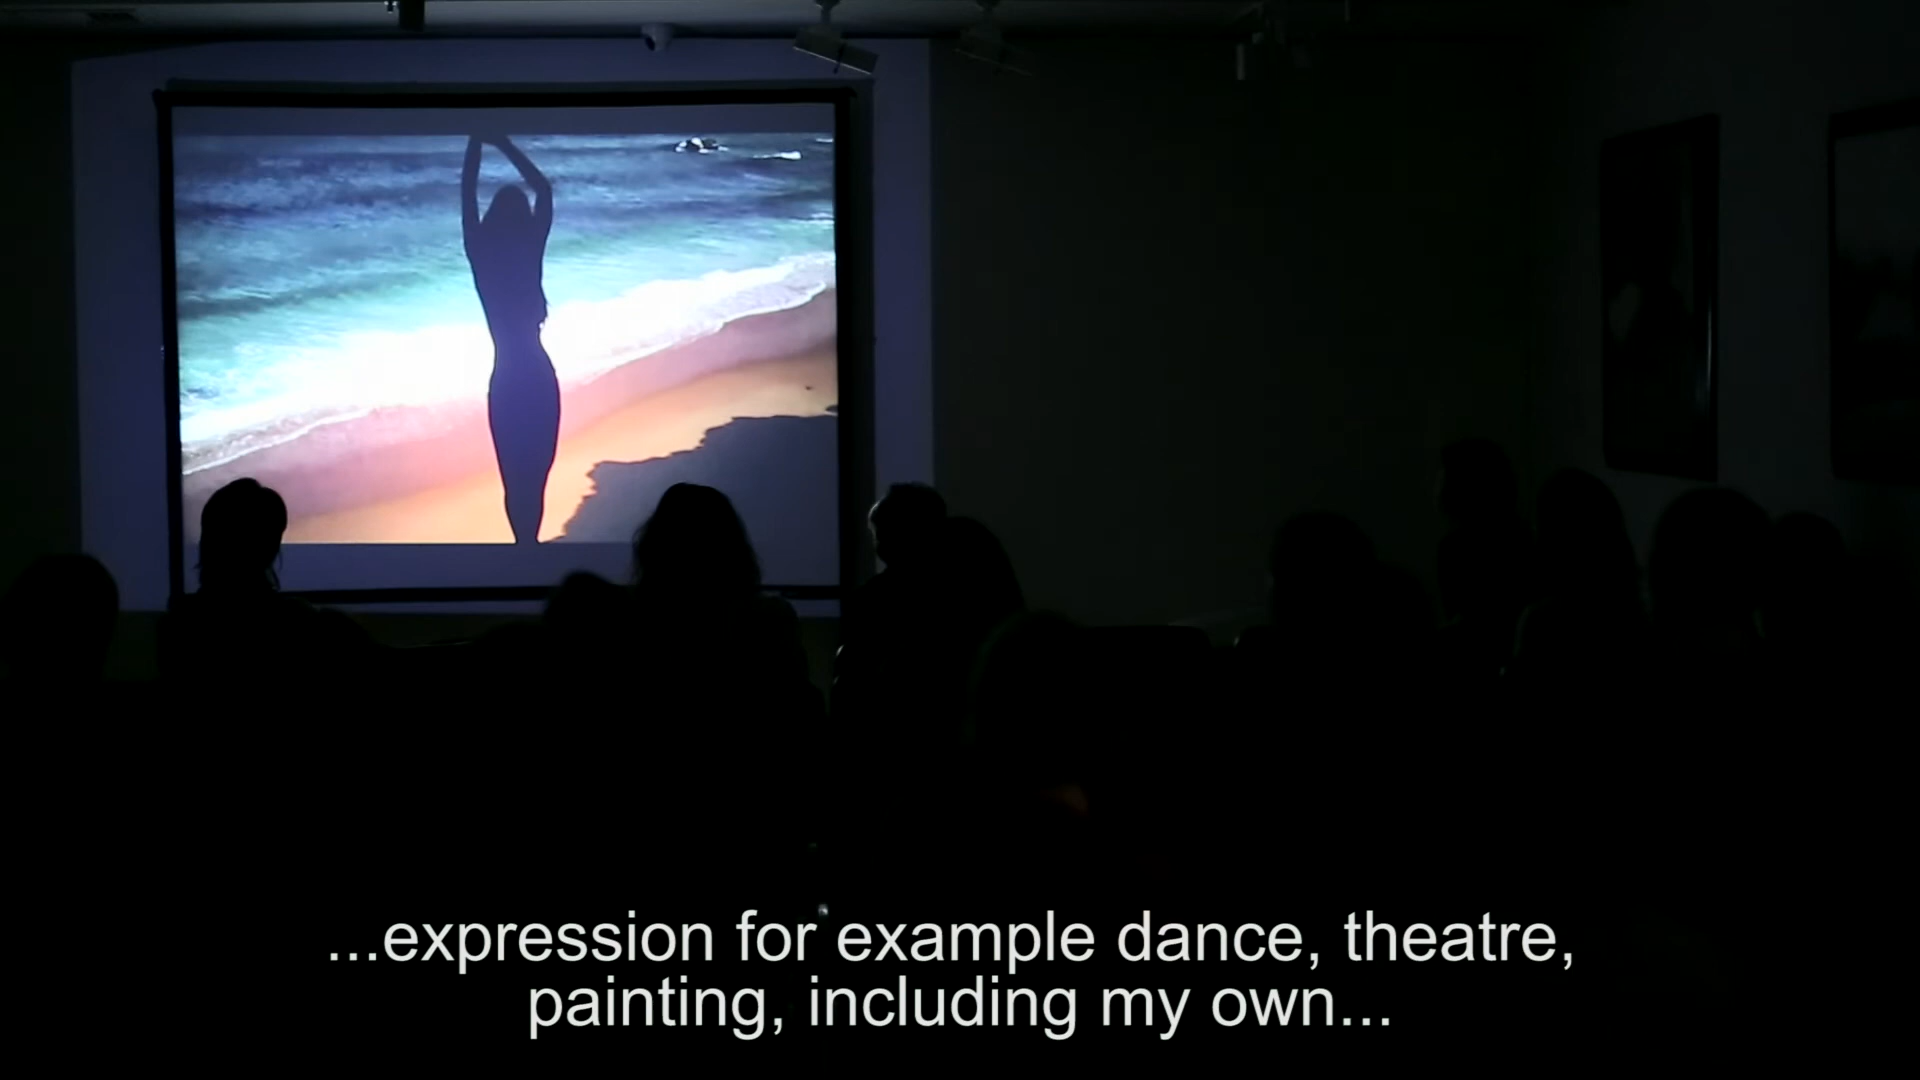 ...expression for example dance, theatre,
painting, including my own...